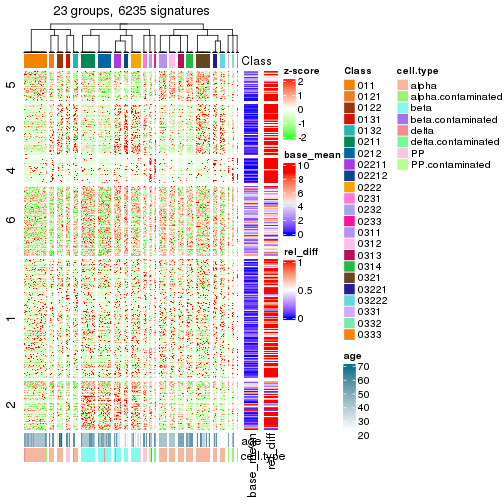 23 groups, 6235 signatures
Class
5
3
4
6
1
2
age
cell.type
base_mean
rel_diff
z-score
2
1
0
-1
-2
base_mean
10
8
6
4
2
0
rel_diff
1
0.5
0
Class
011
0121
0122
0131
0132
0211
0212
02211
02212
0222
0231
0232
0233
0311
0312
0313
0314
0321
03221
03222
0331
0332
0333
age
70
60
50
40
30
20
cell.type
alpha
alpha.contaminated
beta
beta.contaminated
delta
delta.contaminated
PP
PP.contaminated